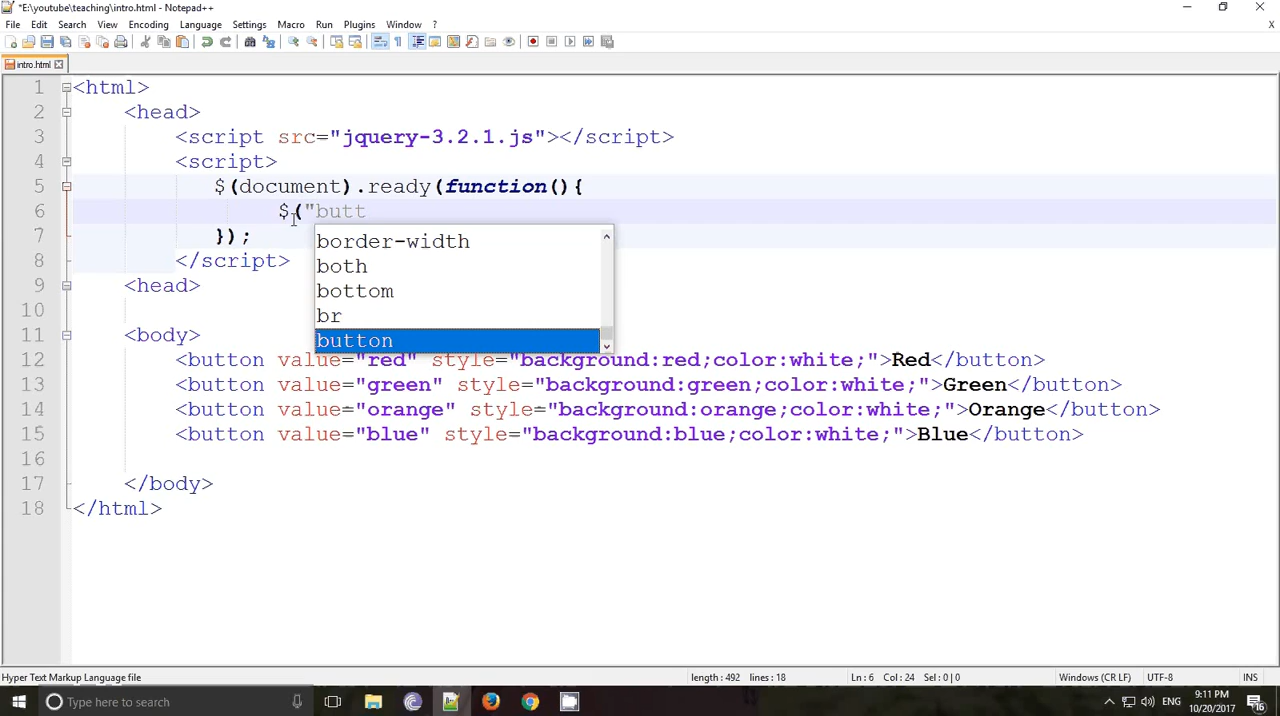 *E:\youtube\teaching\intro.html - Notepad++
File Edit Search View Encoding Language Settings Macro Run Plugins Window ?
intro.html
1 <html>
2 <head>
3 <script src="jquery-3.2.1.js"></script>
4 <script>
5 $(document).ready(function(){
6 $("butt
7 });
8 </script>
9 <head>
10
11 <body>
12 <button value="red" style="background:red;color:white;">Red</button>
13 <button value="green" style="background:green;color:white;">Green</button>
14 <button value="orange" style="background:orange;color:white;">Orange</button>
15 <button value="blue" style="background:blue;color:white;">Blue</button>
16
17 </body>
18 </html>
border-width
both
bottom
br
button
Hyper Text Markup Language file length : 492 lines : 18 Ln : 6 Col : 24 Sel : 0 | 0 Windows (CR LF) UTF-8 INS
Type here to search ENG 9:11 PM
10/20/2017 16